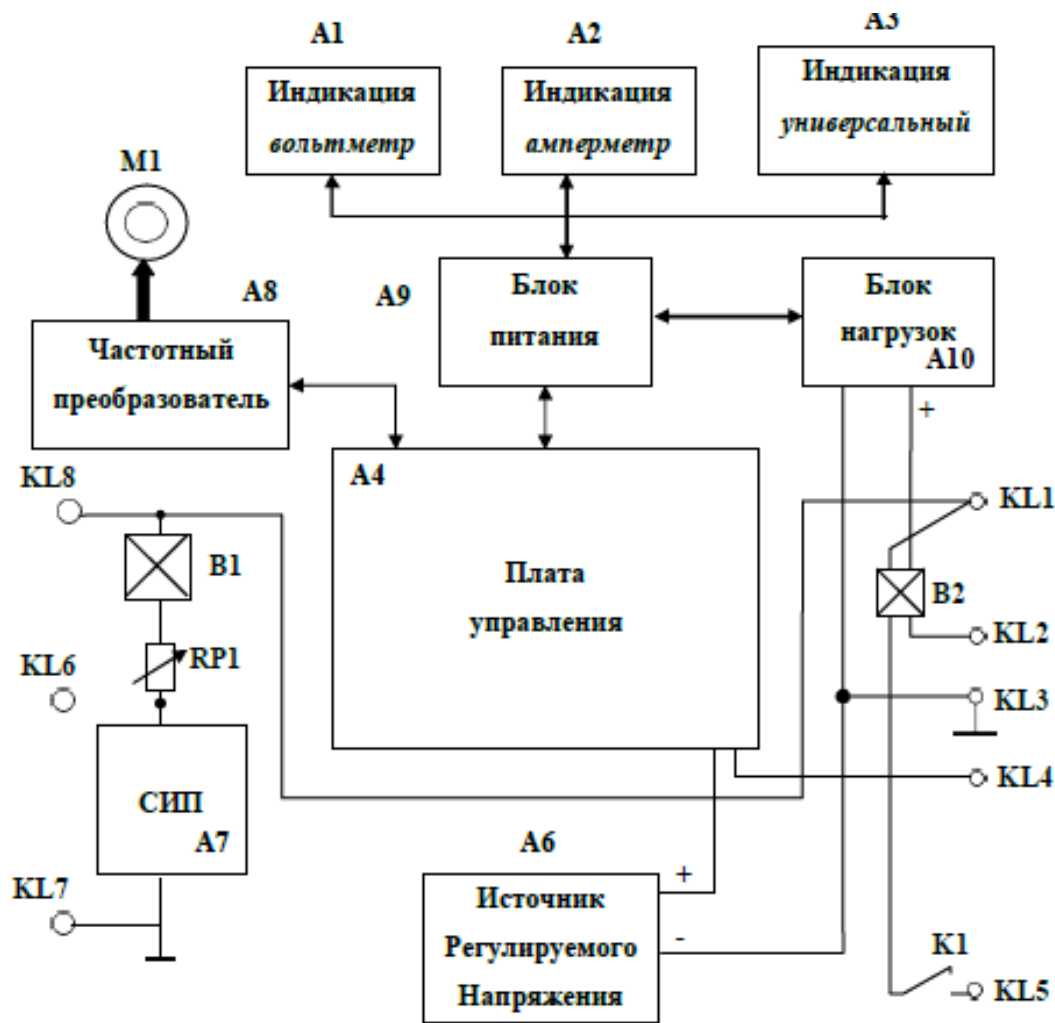 A1
A2
A3
Индикация
вольтметр
Индикация
амперметр
Индикация
универсальный
M1
A8
A9
Блок
питания
Блок
нагрузок
A10
Частотный
преобразователь
+
KL8
A4
KL1
B1
Плата
управления
B2
KL2
KL6
RP1
KL3
KL4
СИП
A7
A6
KL7
+
Источник
Регулируемого
Напряжения
-
K1
KL5